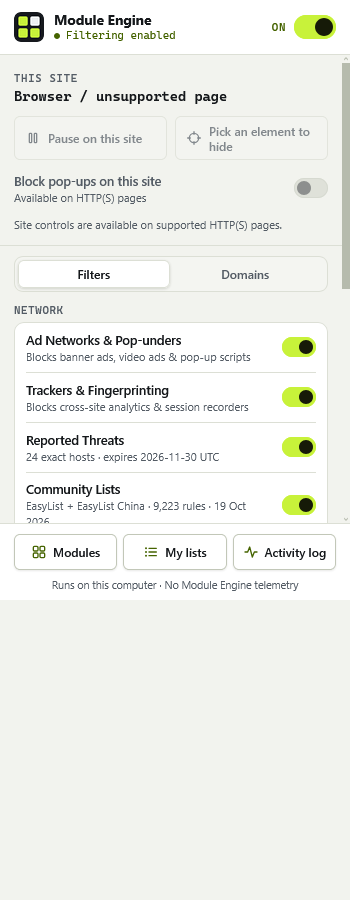 Module Engine
Filtering enabled
ON
THIS SITE
Browser / unsupported page
Pause on this site
Pick an element to
hide
Block pop-ups on this site
Available on HTTP(S) pages
Site controls are available on supported HTTP(S) pages.
Filters
Domains
NETWORK
Ad Networks & Pop-unders
Blocks banner ads, video ads & pop-up scripts
Trackers & Fingerprinting
Blocks cross-site analytics & session recorders
Reported Threats
24 exact hosts · expires 2026-11-30 UTC
Community Lists
EasyList + EasyList China · 9,223 rules · 19 Oct
2026
Modules
My lists
Activity log
Runs on this computer · No Module Engine telemetry